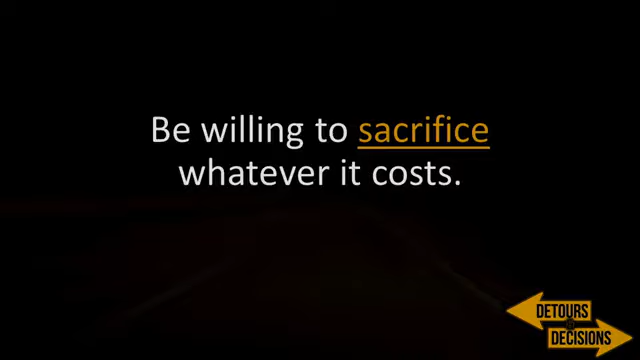 Be willing to sacrifice
whatever it costs.
DETOURS
&
DECISIONS